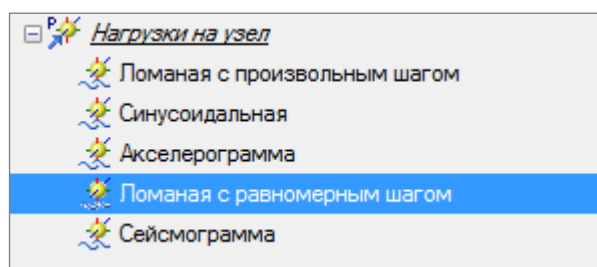 Нагрузки на узел
Ломаная с произвольным шагом
Синусоидальная
Акселерограмма
Ломаная с равномерным шагом
Сейсмограмма